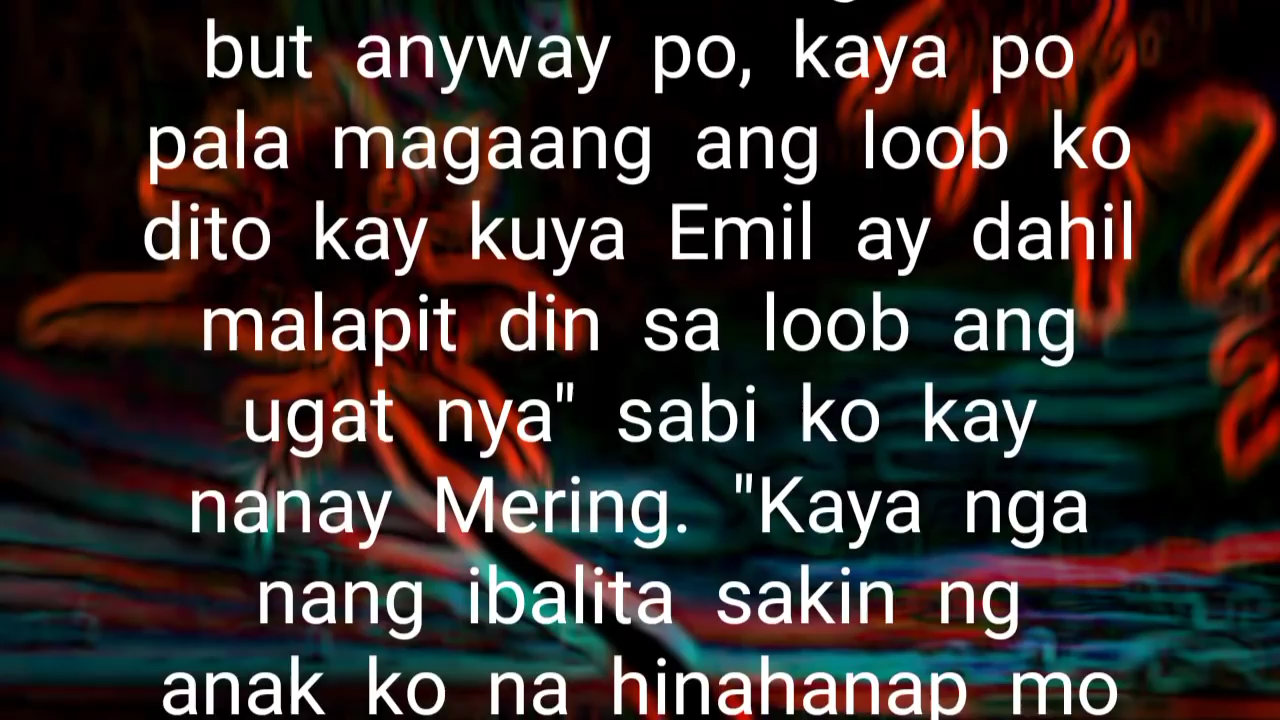 but anyway po, kaya po
pala magaang ang loob ko
dito kay kuya Emil ay dahil
malapit din sa loob ang
ugat nya" sabi ko kay
nanay Mering. "Kaya nga
nang ibalita sakin ng
anak ko na hinahanap mo